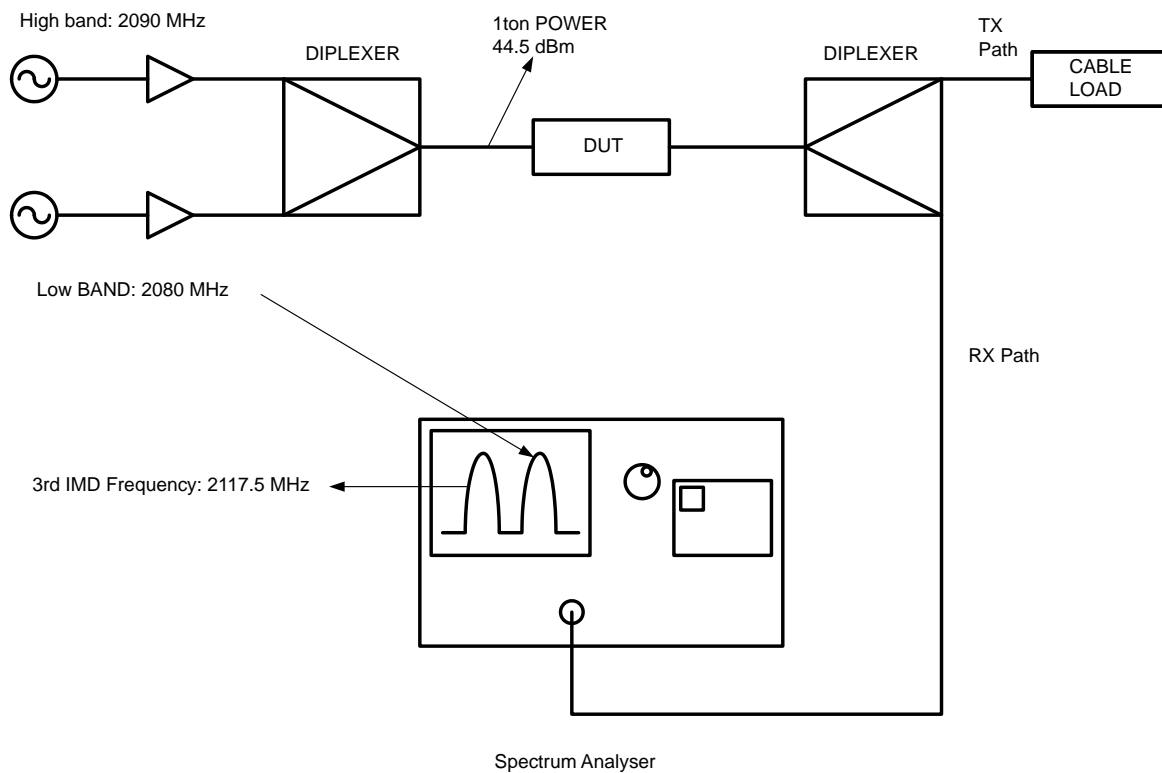 High band: 2090 MHz
1ton POWER
44.5 dBm
DIPLEXER
DIPLEXER
TX
Path
CABLE
LOAD
DUT
Low BAND: 2080 MHz
RX Path
3rd IMD Frequency: 2117.5 MHz
Spectrum Analyser